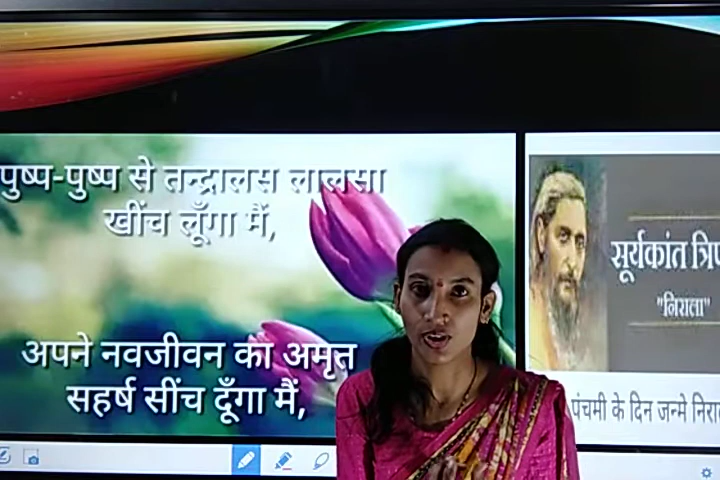 पुष्प-पुष्प से तन्द्रालस लालसा
खींच लूँगा मैं,
अपने नवजीवन का अमृत
सहर्ष सींच दूँगा मैं,
सूर्यकांत
"निराला"
पंचमी के दिन जन्मे